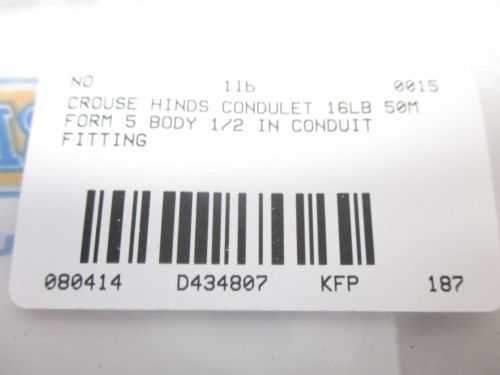 NO 11b 0015
CROUSE HINDS CONDULET 16LB 50M
FORM 5 BODY 1/2 IN CONDUIT
FITTING
080414 D434807 KFP 187